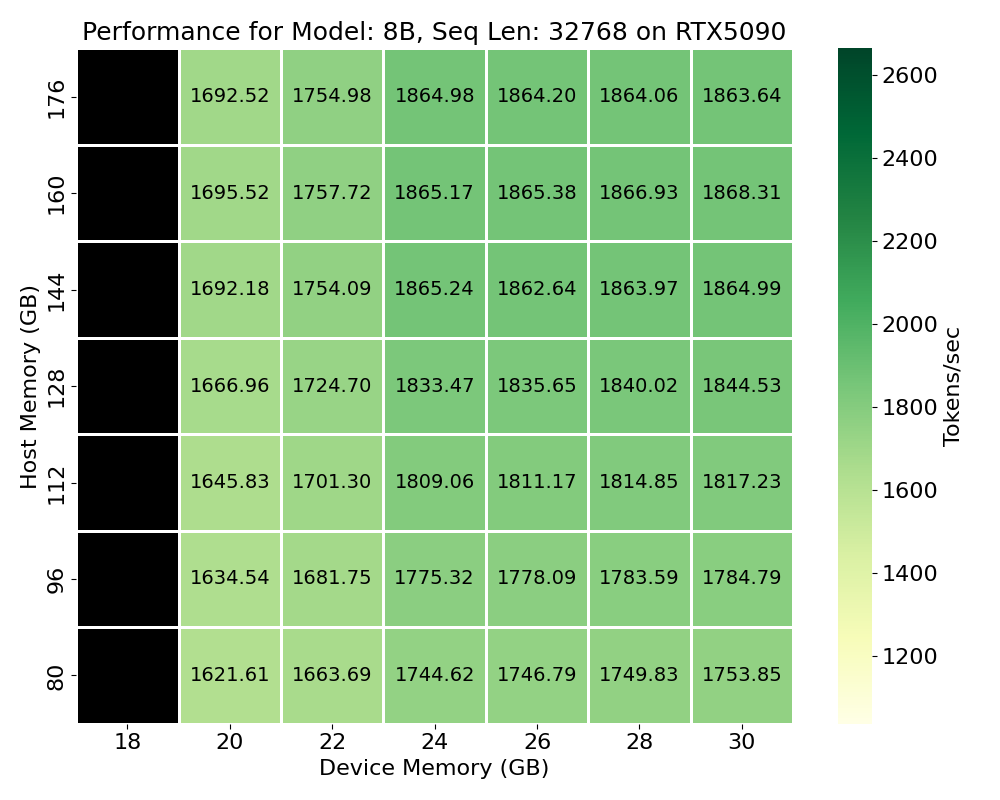 Performance for Model: 8B, Seq Len: 32768 on RTX5090
176 1692.52 1754.98 1864.98 1864.20 1864.06 1863.64
160 1695.52 1757.72 1865.17 1865.38 1866.93 1868.31
144 1692.18 1754.09 1865.24 1862.64 1863.97 1864.99
128 1666.96 1724.70 1833.47 1835.65 1840.02 1844.53
112 1645.83 1701.30 1809.06 1811.17 1814.85 1817.23
96 1634.54 1681.75 1775.32 1778.09 1783.59 1784.79
80 1621.61 1663.69 1744.62 1746.79 1749.83 1753.85
18 20 22 24 26 28 30
Device Memory (GB)
Host Memory (GB)
2600
2400
2200
2000
1800
1600
1400
1200
Tokens/sec